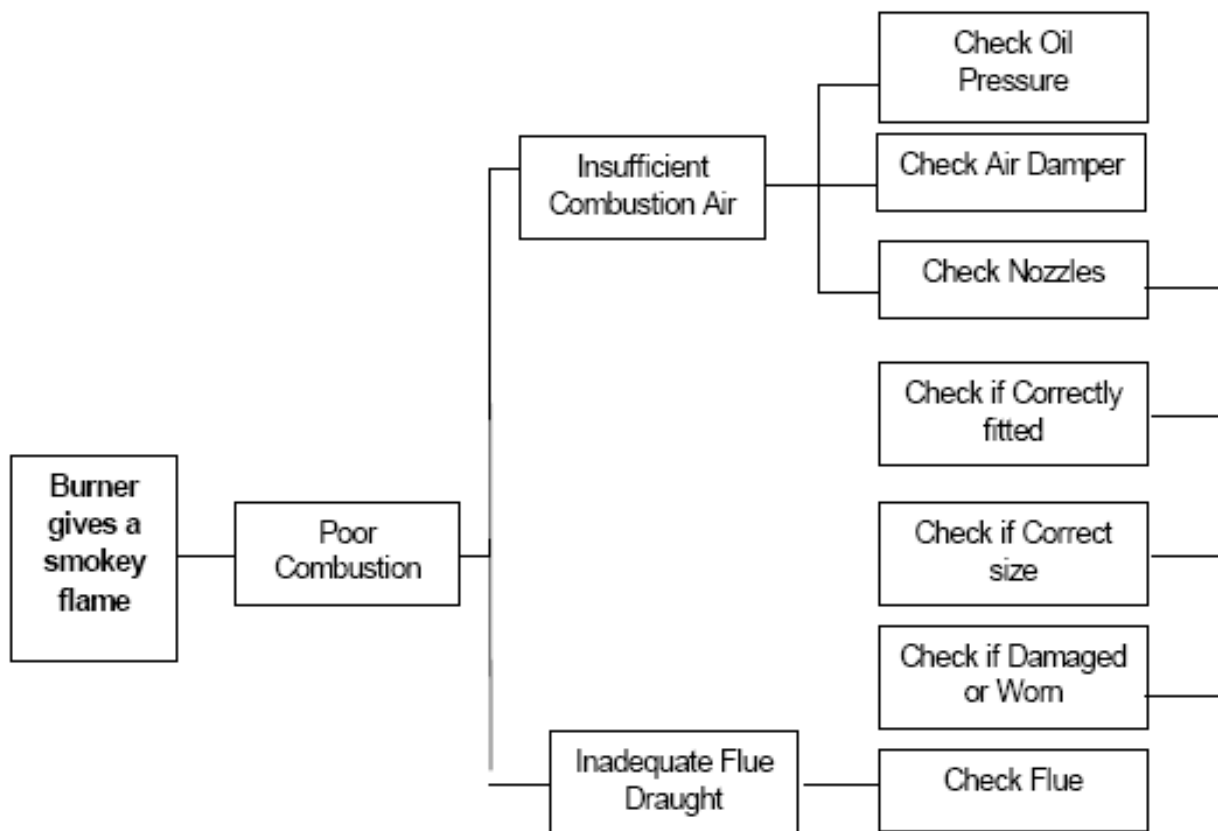 Burner
gives a
smokey
flame
Poor
Combustion
Insufficient
Combustion Air
Check Oil
Pressure
Check Air Damper
Check Nozzles
Check if Correctly
fitted
Check if Correct
size
Check if Damaged
or Worn
Inadequate Flue
Draught
Check Flue